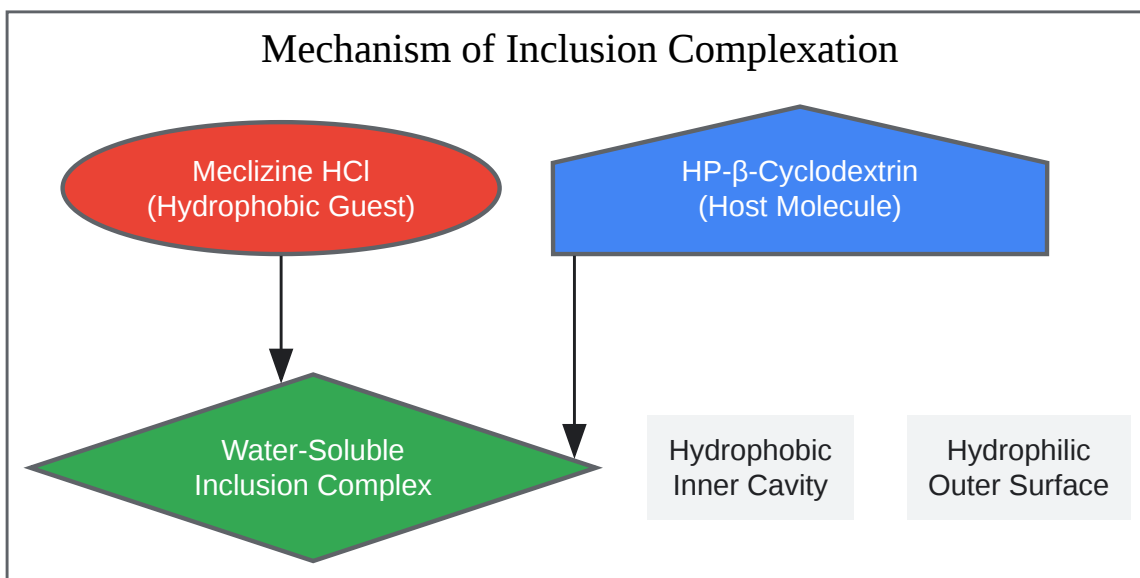 Mechanism of Inclusion Complexation
Meclizine HCl
(Hydrophobic Guest)
HP-β-Cyclodextrin
(Host Molecule)
Water-Soluble
Inclusion Complex
Hydrophobic
Inner Cavity
Hydrophilic
Outer Surface